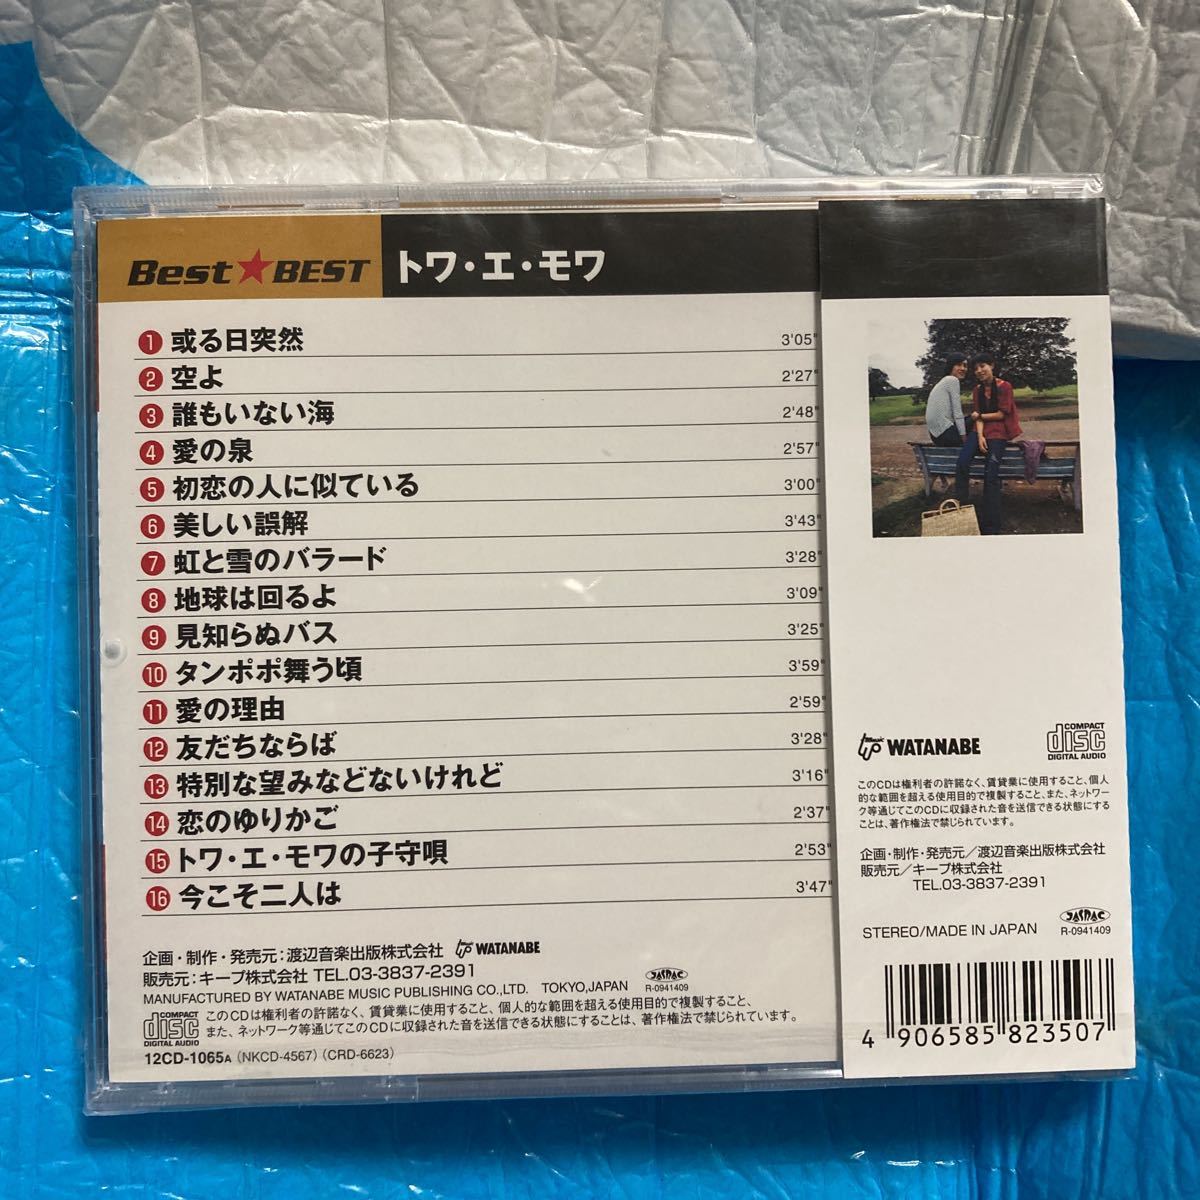 Best★BEST トワ・エ・モワ
1 或る日突然 3'05"
2 空よ 2'27"
3 誰もいない海 2'48"
4 愛の泉 2'57"
5 初恋の人に似ている 3'00"
6 美しい誤解 3'43"
7 虹と雪のバラード 3'28"
8 地球は回るよ 3'09"
9 見知らぬバス 3'25"
10 タンポポ舞う頃 3'59"
11 愛の理由 2'59"
12 友だちならば 3'28"
13 特別な望みなどないけれど 3'16"
14 恋のゆりかご 2'37"
15 トワ・エ・モワの子守唄 2'53"
16 今こそ二人は 3'47"
企画・制作・発売元：渡辺音楽出版株式会社 Music up WATANABE
販売元：キープ株式会社 TEL.03-3837-2391
MANUFACTURED BY WATANABE MUSIC PUBLISHING CO.,LTD. TOKYO,JAPAN
JASRAC
R-0941409
COMPACT disc DIGITAL AUDIO
このCDは権利者の許諾なく、賃貸業に使用すること、個人的な範囲を超える使用目的で複製すること、
また、ネットワーク等通じてこのCDに収録された音を送信できる状態にすることは、著作権法で禁じられています。
12CD-1065A (NKCD-4567) (CRD-6623)
Music up WATANABE
COMPACT disc DIGITAL AUDIO
このCDは権利者の許諾なく、賃貸業に使用すること、個人
的な範囲を超える使用目的で複製すること、また、ネットワー
ク等通じてこのCDに収録された音を送信できる状態にする
ことは、著作権法で禁じられています。
企画・制作・発売元／渡辺音楽出版株式会社
販売元／キープ株式会社
TEL.03-3837-2391
JASRAC
STEREO/MADE IN JAPAN R-0941409
4 906585 823507